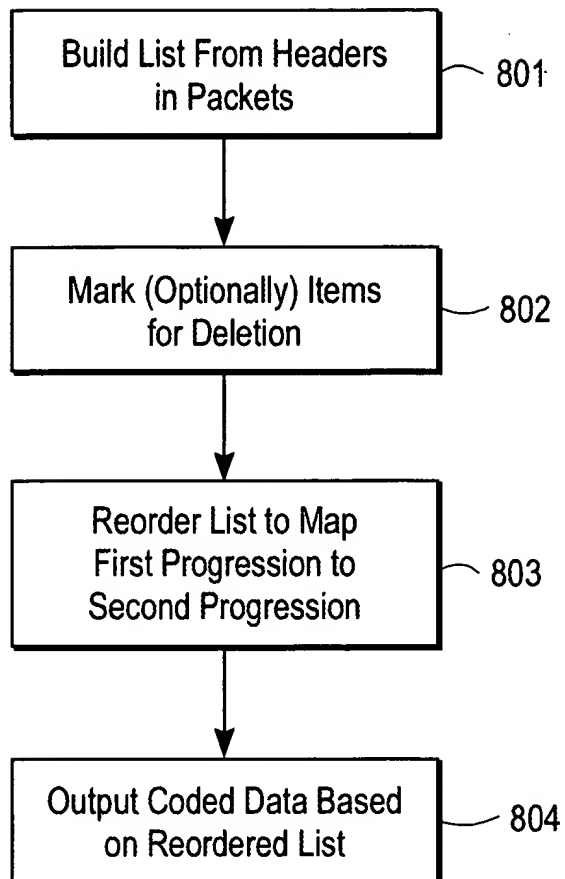 Build List From Headers
in Packets
801
Mark (Optionally) Items
for Deletion
802
Reorder List to Map
First Progression to
Second Progression
803
Output Coded Data Based
on Reordered List
804